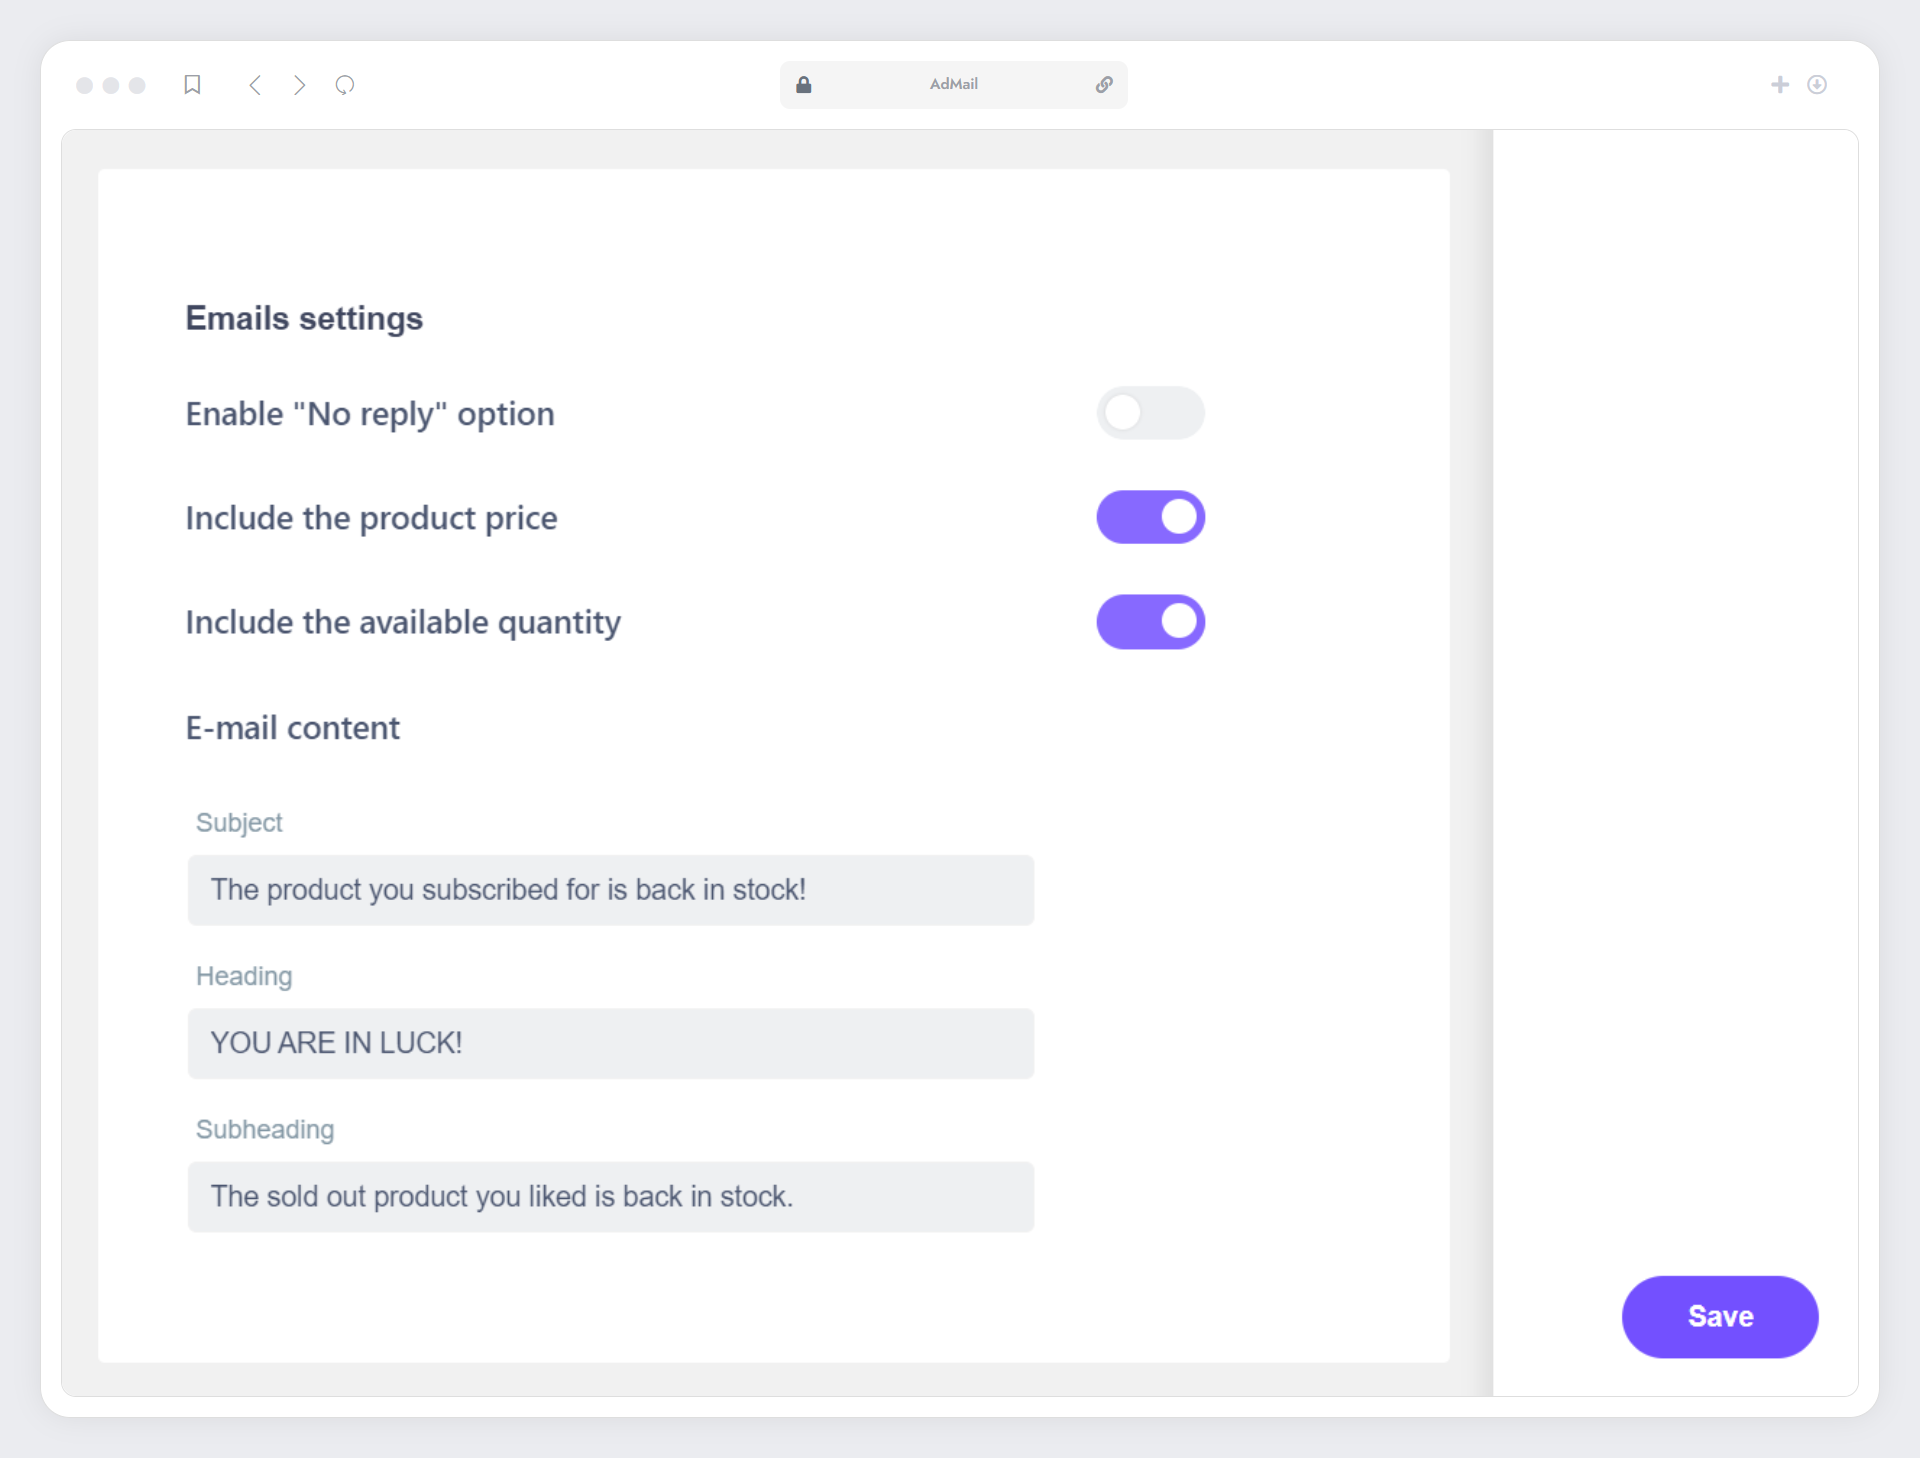 AdMail
Emails settings
Enable "No reply" option
Include the product price
Include the available quantity
E-mail content
Subject
The product you subscribed for is back in stock!
Heading
YOU ARE IN LUCK!
Subheading
The sold out product you liked is back in stock.
Save